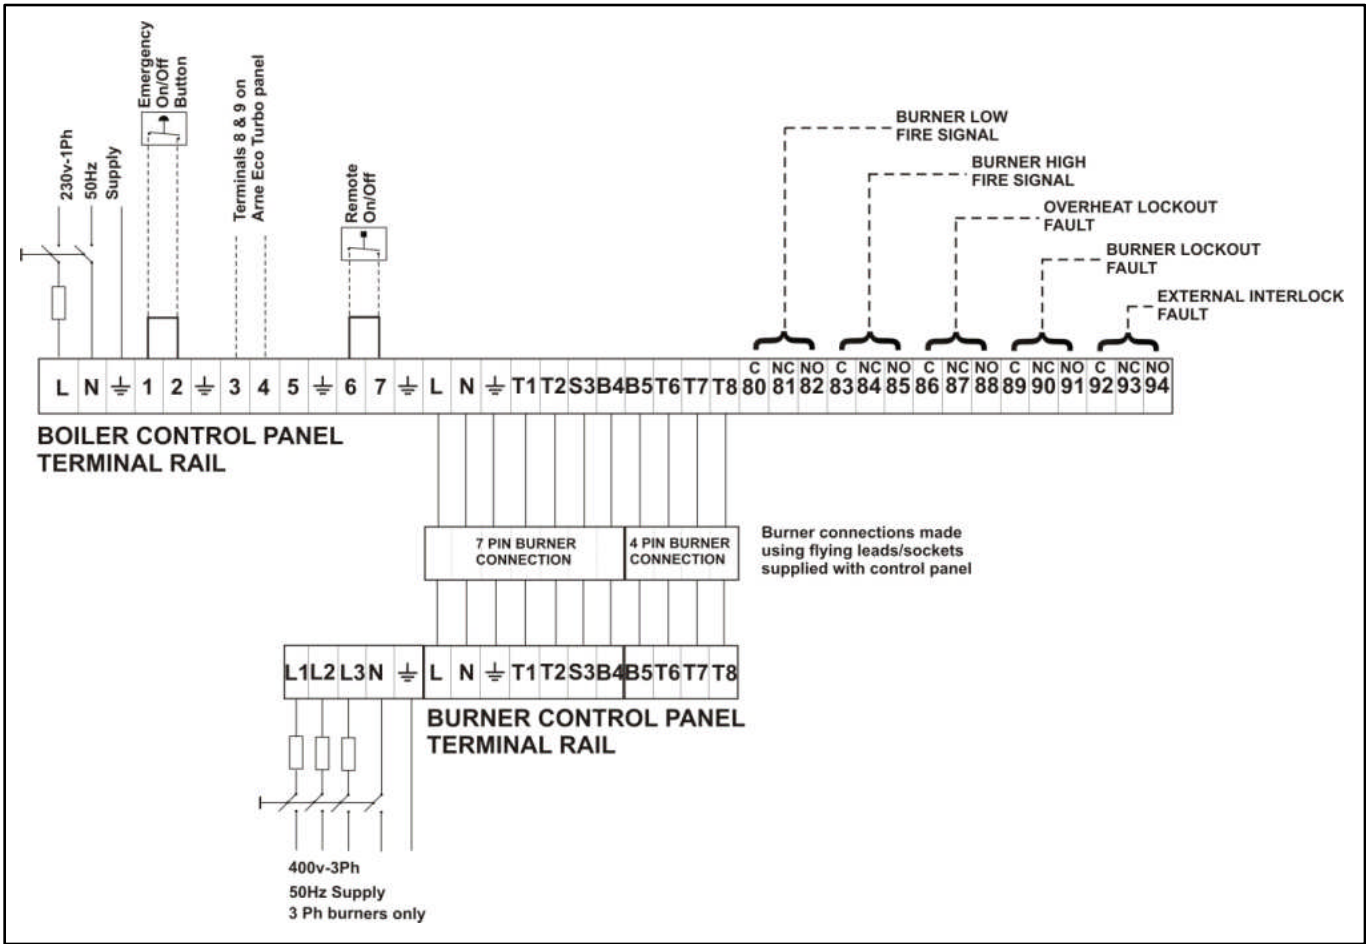 Emergency
On/Off
Button
230v-1Ph
50Hz
Supply
Terminals 8 & 9 on
Arne Eco Turbo panel
Remote
On/Off
BURNER LOW
FIRE SIGNAL
BURNER HIGH
FIRE SIGNAL
OVERHEAT LOCKOUT
FAULT
BURNER LOCKOUT
FAULT
EXTERNAL INTERLOCK
FAULT
C NC NO C NC NO C NC NO C NC NO C NC NO
L N 1 2 3 4 5 6 7 L N T1 T2 S3 B4 B5 T6 T7 T8 80 81 82 83 84 85 86 87 88 89 90 91 92 93 94
BOILER CONTROL PANEL
TERMINAL RAIL
7 PIN BURNER
CONNECTION
4 PIN BURNER
CONNECTION
Burner connections made
using flying leads/sockets
supplied with control panel
L1 L2 L3 N L N T1 T2 S3 B4 B5 T6 T7 T8
BURNER CONTROL PANEL
TERMINAL RAIL
400v-3Ph
50Hz Supply
3 Ph burners only